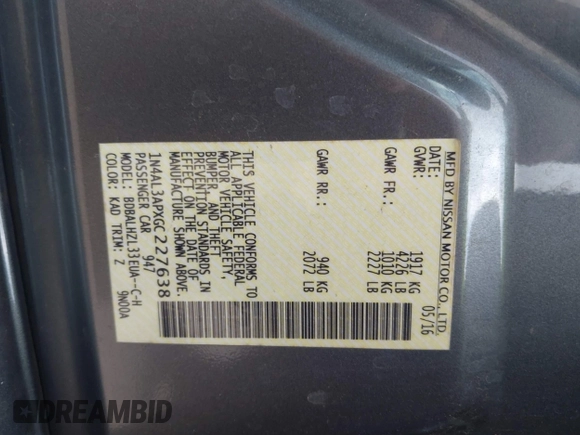 MFD BY NISSAN MOTOR CO., LTD.
DATE: 05/16
GVWR: 1917 KG
4226 LB
GAWR FR.: 1010 KG
2227 LB
GAWR RR.: 940 KG
2072 LB
THIS VEHICLE CONFORMS TO
ALL APPLICABLE FEDERAL
MOTOR VEHICLE SAFETY,
BUMPER, AND THEFT
PREVENTION STANDARDS IN
EFFECT ON THE DATE OF
MANUFACTURE SHOWN ABOVE.
1N4AL3APXGC227638
PASSENGER CAR 947
MODEL: BDBALHZL33EUA--C-H
COLOR: KAD TRIM: Z 9N00A
DREAMBID